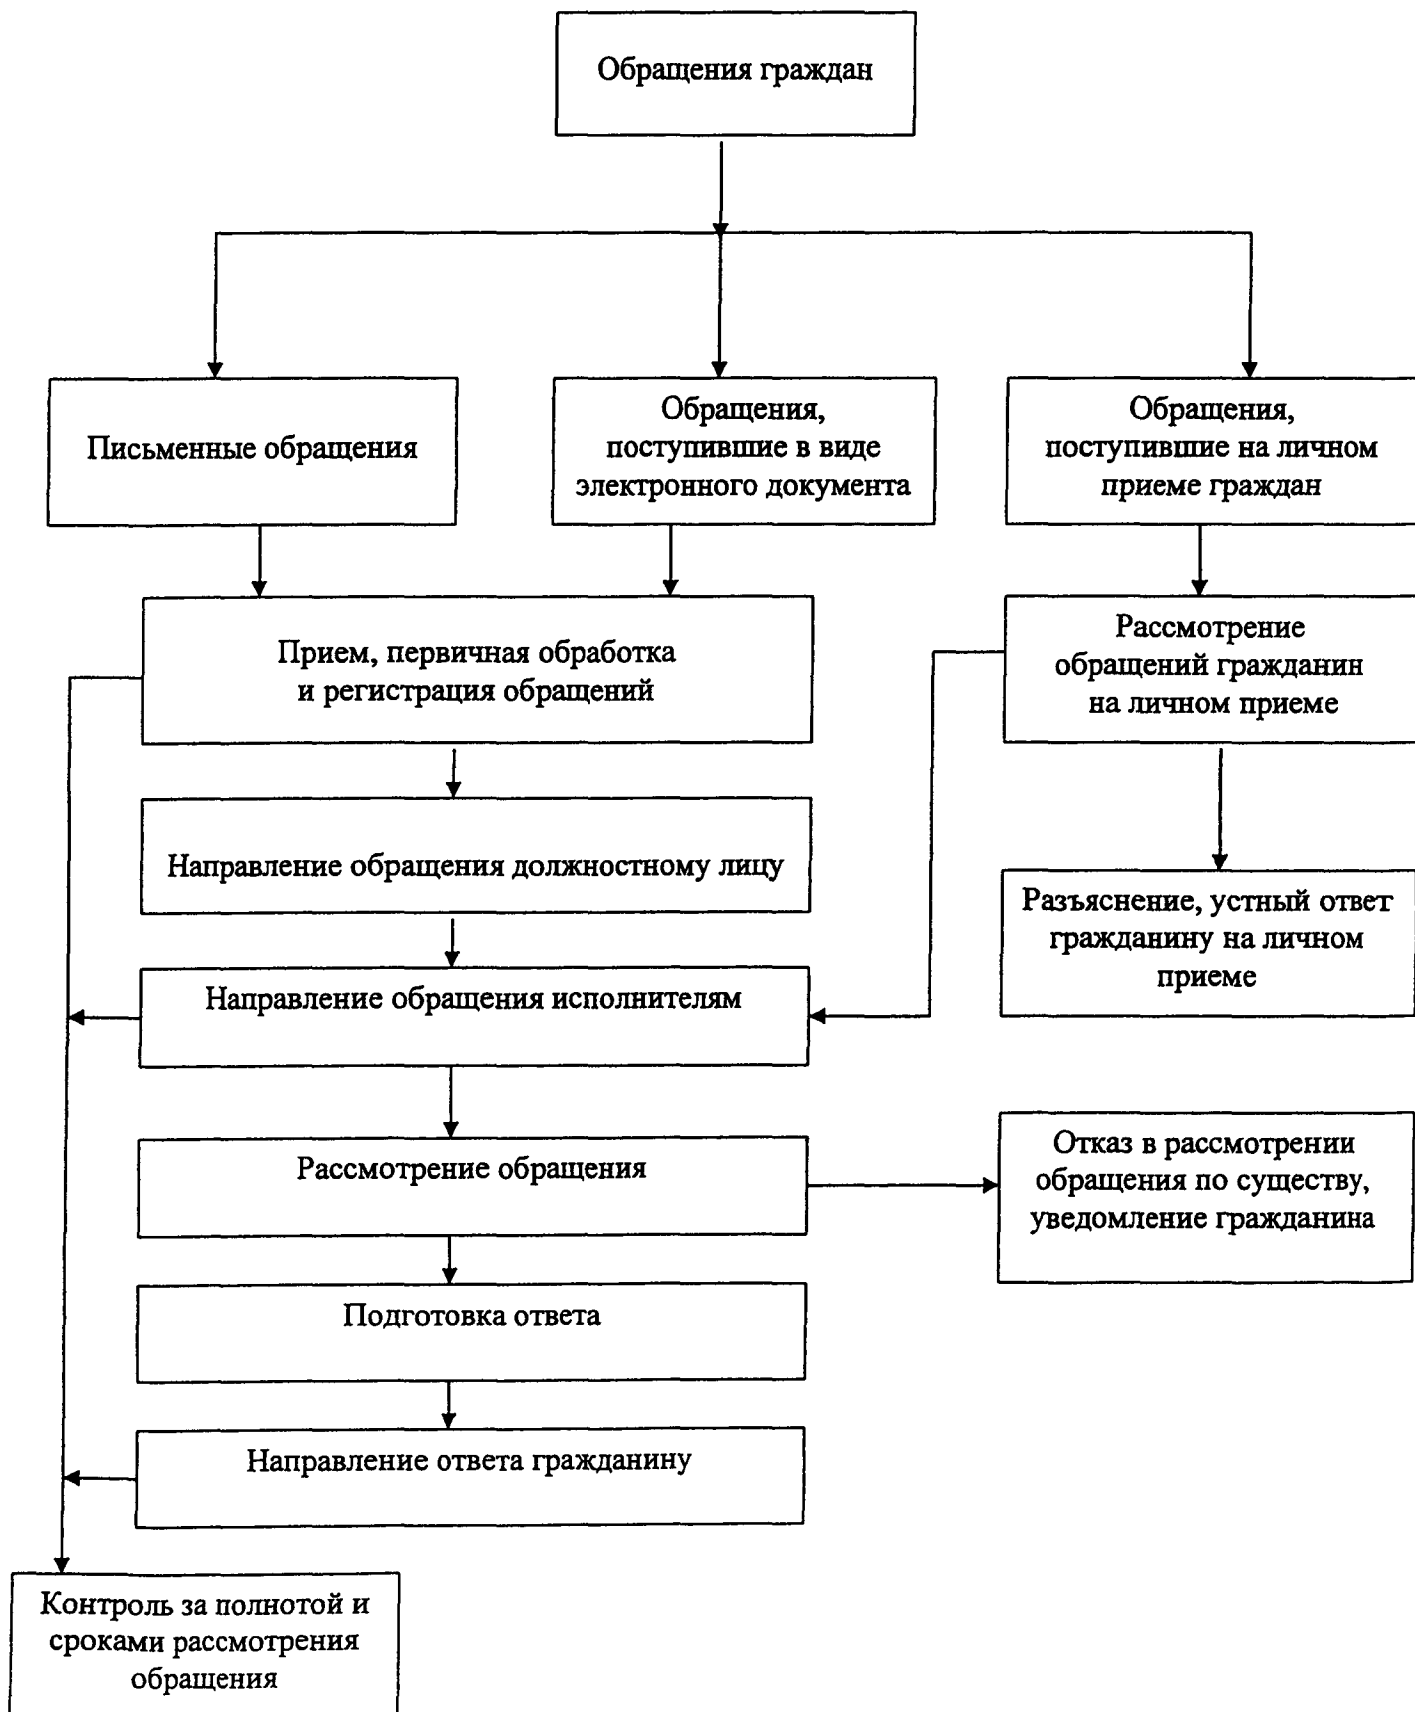 Обращения граждан
Письменные обращения
Обращения,
поступившие в виде
электронного документа
Обращения,
поступившие на личном
приеме граждан
Прием, первичная обработка
и регистрация обращений
Рассмотрение
обращений гражданин
на личном приеме
Направление обращения должностному лицу
Разъяснение, устный ответ
гражданину на личном
приеме
Направление обращения исполнителям
Рассмотрение обращения
Отказ в рассмотрении
обращения по существу,
уведомление гражданина
Подготовка ответа
Направление ответа гражданину
Контроль за полнотой и
сроками рассмотрения
обращения